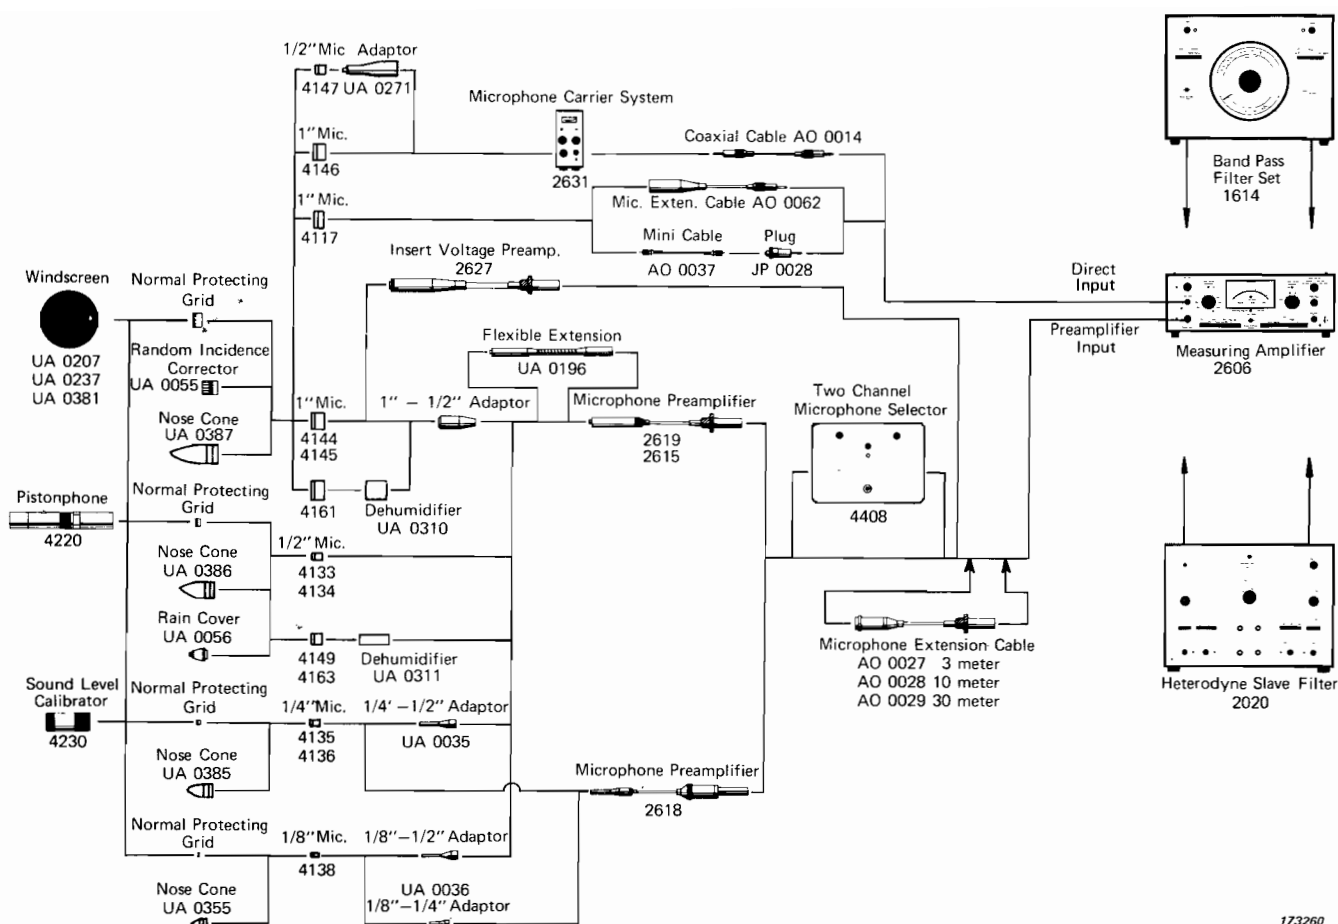 1/2" Mic Adaptor
4147 UA 0271
1" Mic.
4146
Microphone Carrier System
2631
Coaxial Cable AO 0014
Band Pass
Filter Set
1614
1" Mic.
4117
Mic. Exten. Cable AO 0062
Mini Cable
AO 0037
Plug
JP 0028
Insert Voltage Preamp.
2627
Direct
Input
Preamplifier
Input
Measuring Amplifier
2606
Windscreen
UA 0207
UA 0237
UA 0381
Normal Protecting
Grid
Random Incidence
Corrector
UA 0055
Nose Cone
UA 0387
1" Mic.
4144
4145
1" – 1/2" Adaptor
Flexible Extension
UA 0196
Microphone Preamplifier
2619
2615
Two Channel
Microphone Selector
4408
4161
Dehumidifier
UA 0310
Pistonphone
4220
Normal Protecting
Grid
Nose Cone
UA 0386
Rain Cover
UA 0056
1/2" Mic.
4133
4134
4149
4163
Dehumidifier
UA 0311
Microphone Extension Cable
AO 0027 3 meter
AO 0028 10 meter
AO 0029 30 meter
Heterodyne Slave Filter
2020
Sound Level
Calibrator
4230
Normal Protecting
Grid
Nose Cone
UA 0385
1/4" Mic.
4135
4136
1/4' –1/2" Adaptor
UA 0035
Microphone Preamplifier
2618
Normal Protecting
Grid
Nose Cone
UA 0355
1/8" Mic.
4138
1/8"–1/2" Adaptor
UA 0036
1/8"–1/4" Adaptor
173260